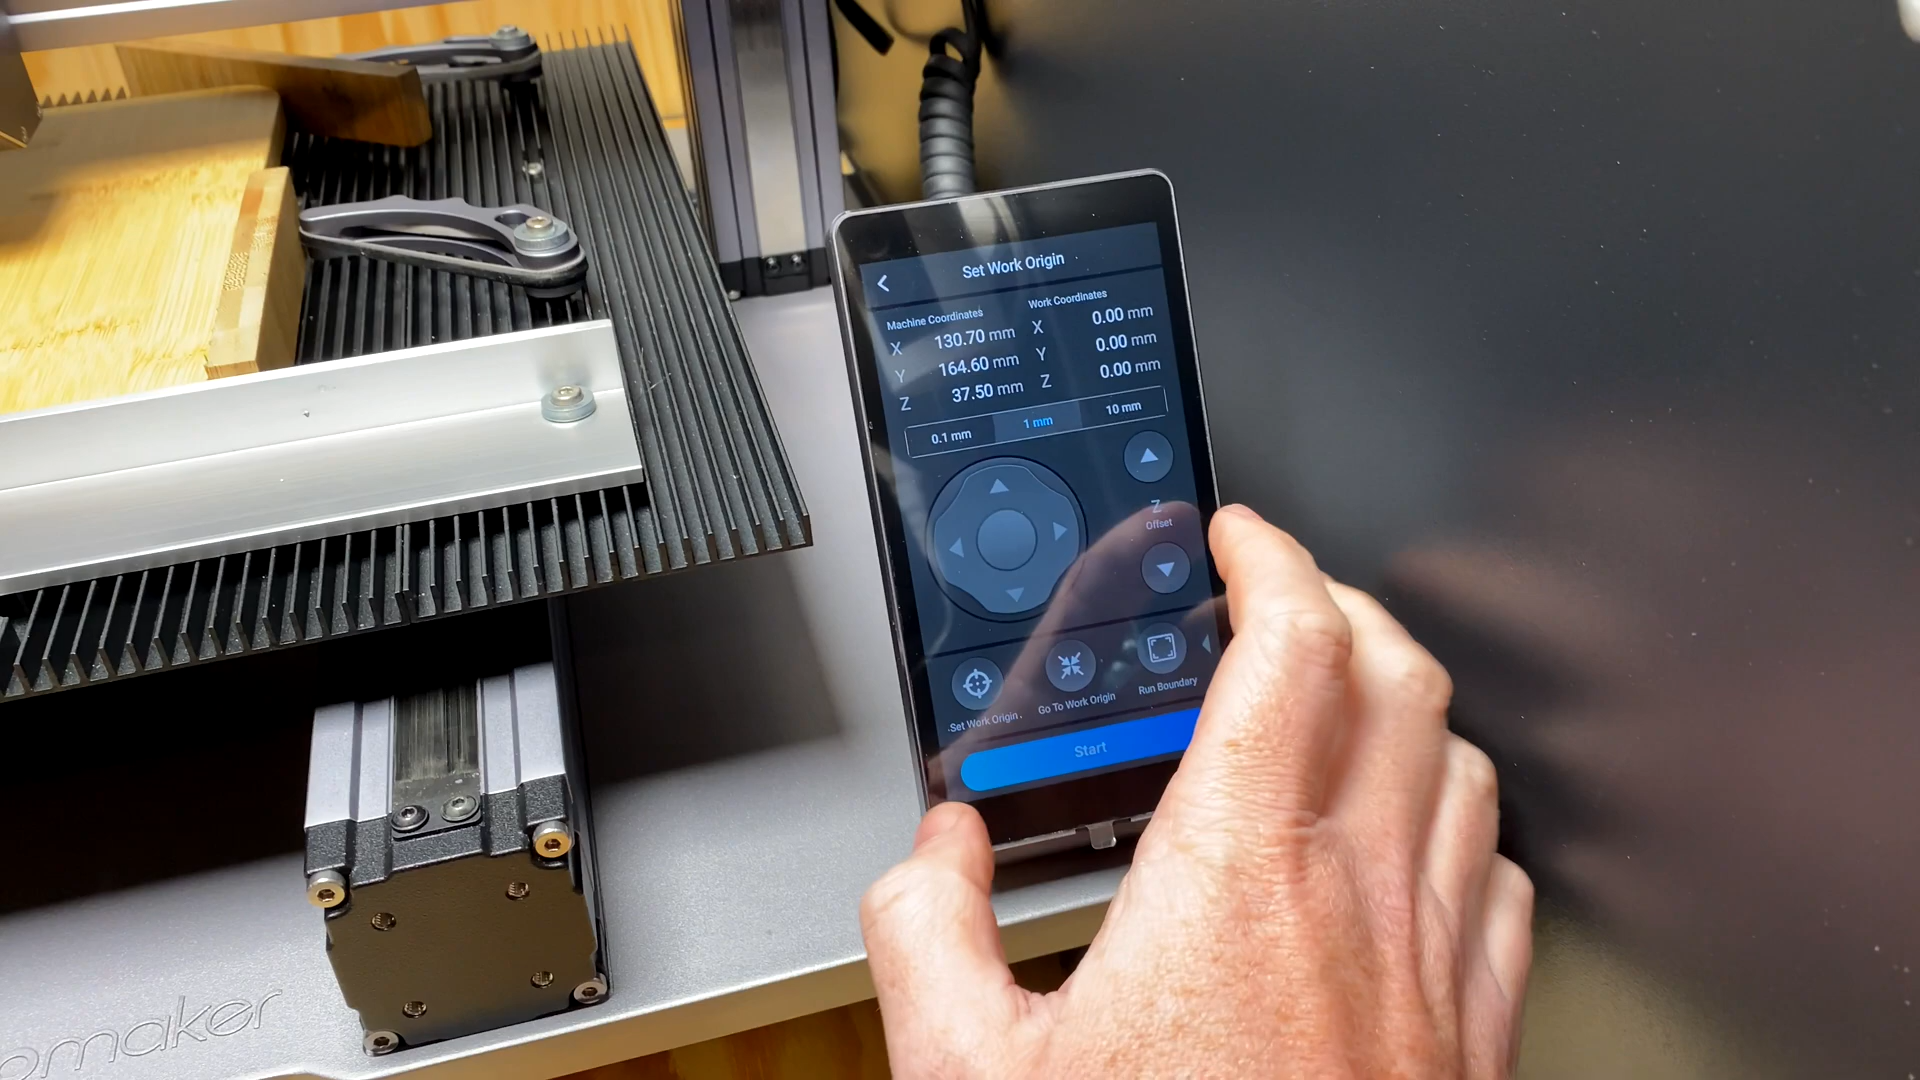 Set Work Origin
Machine Coordinates
X 130.70 mm
Y 164.60 mm
Z 37.50 mm
Work Coordinates
X 0.00 mm
Y 0.00 mm
Z 0.00 mm
0.1 mm 1 mm 10 mm
Z
Offset
Set Work Origin
Go To Work Origin
Run Boundary
Start
omaker